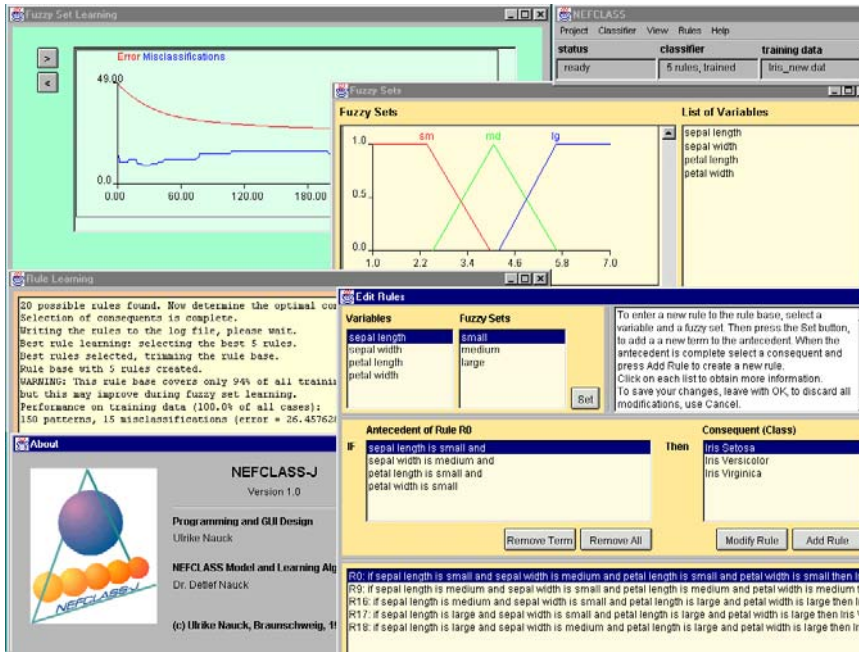 Fuzzy Set Learning
>
<
Error Misclassifications
49.00
0.0
0.00 60.00 120.00 180.00
NEFCLASS
Project Classifier View Rules Help
status classifier training data
ready 5 rules, trained Iris_new.dat
Fuzzy Sets
Fuzzy Sets
List of Variables
sm md lg
1.0
0.5
0.0
1.0 2.2 3.4 4.6 5.8 7.0
sepal length
sepal width
petal length
petal width
Rule Learning
20 possible rules found. Now determine the optimal
Selection of consequents is complete.
Writing the rules to the log file, please wait.
Best rule learning: selecting the best 5 rules.
Best rules selected, trimming the rule base.
Rule base with 5 rules created.
WARNING: This rule base covers only 94% of all
but this may improve during fuzzy set learning.
Performance on training data (100.0% of all cases):
150 patterns, 15 misclassifications (error = 26.457628
Edit Rules
Variables
sepal length
sepal width
petal length
petal width
Fuzzy Sets
small
medium
large
Set
To enter a new rule to the rule base, select a
variable and a fuzzy set. Then press the Set button,
to add a a new term to the antecedent. When the
antecedent is complete select a consequent and
press Add Rule to create a new rule.
Click on each list to obtain more information.
To save your changes, leave with OK, to discard all
modifications, use Cancel.
Antecedent of Rule R0
IF
sepal length is small and
sepal width is medium and
petal length is small and
petal width is small
Consequent (Class)
Then
Iris Setosa
Iris Versicolor
Iris Virginica
Remove Term Remove All Modify Rule Add Rule
R0: if sepal length is small and sepal width is medium and petal length is small and petal width is small then
R9: if sepal length is medium and sepal width is small and petal length is medium and petal width is medium
R16: if sepal length is medium and sepal width is small and petal length is large and petal width is large then
R17: if sepal length is large and sepal width is small and petal length is large and petal width is large then Iris
R18: if sepal length is large and sepal width is medium and petal length is large and petal width is large then
About
NEFCLASS-J
Version 1.0
Programming and GUI Design
Ulrike Nauck
NEFCLASS Model and Learning
Dr. Detlef Nauck
(c) Ulrike Nauck, Braunschweig,
NEFCLASS-J